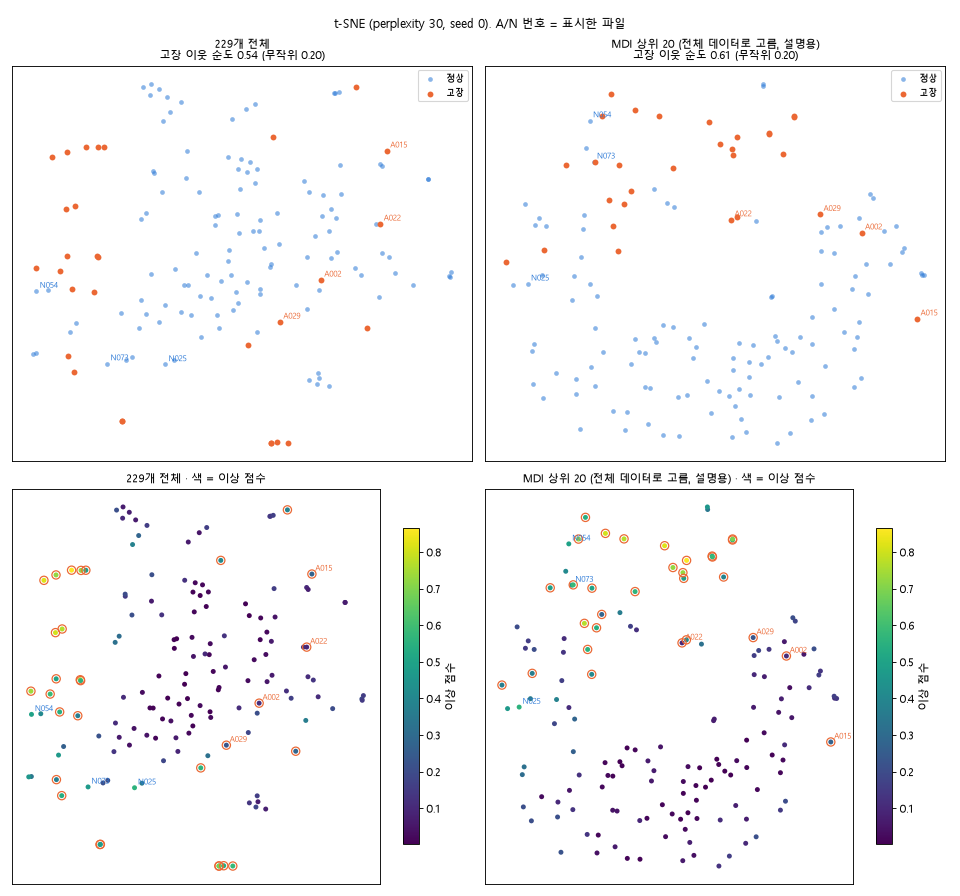 t-SNE (perplexity 30, seed 0). A/N 번호 = 표시한 파일
229개 전체
고장 이웃 순도 0.54 (무작위 0.20)
정상
고장
A015
A022
A002
A029
N054
N073
N025
MDI 상위 20 (전체 데이터로 고름, 설명용)
고장 이웃 순도 0.61 (무작위 0.20)
정상
고장
N054
N073
A022
A029
A002
N025
A015
229개 전체 · 색 = 이상 점수
A015
A022
A002
N054
A029
N025
0.8
0.7
0.6
0.5
0.4
0.3
0.2
0.1
이상 점수
MDI 상위 20 (전체 데이터로 고름, 설명용) · 색 = 이상 점수
N054
N073
A022
A029
A002
N025
A015
0.8
0.7
0.6
0.5
0.4
0.3
0.2
0.1
이상 점수